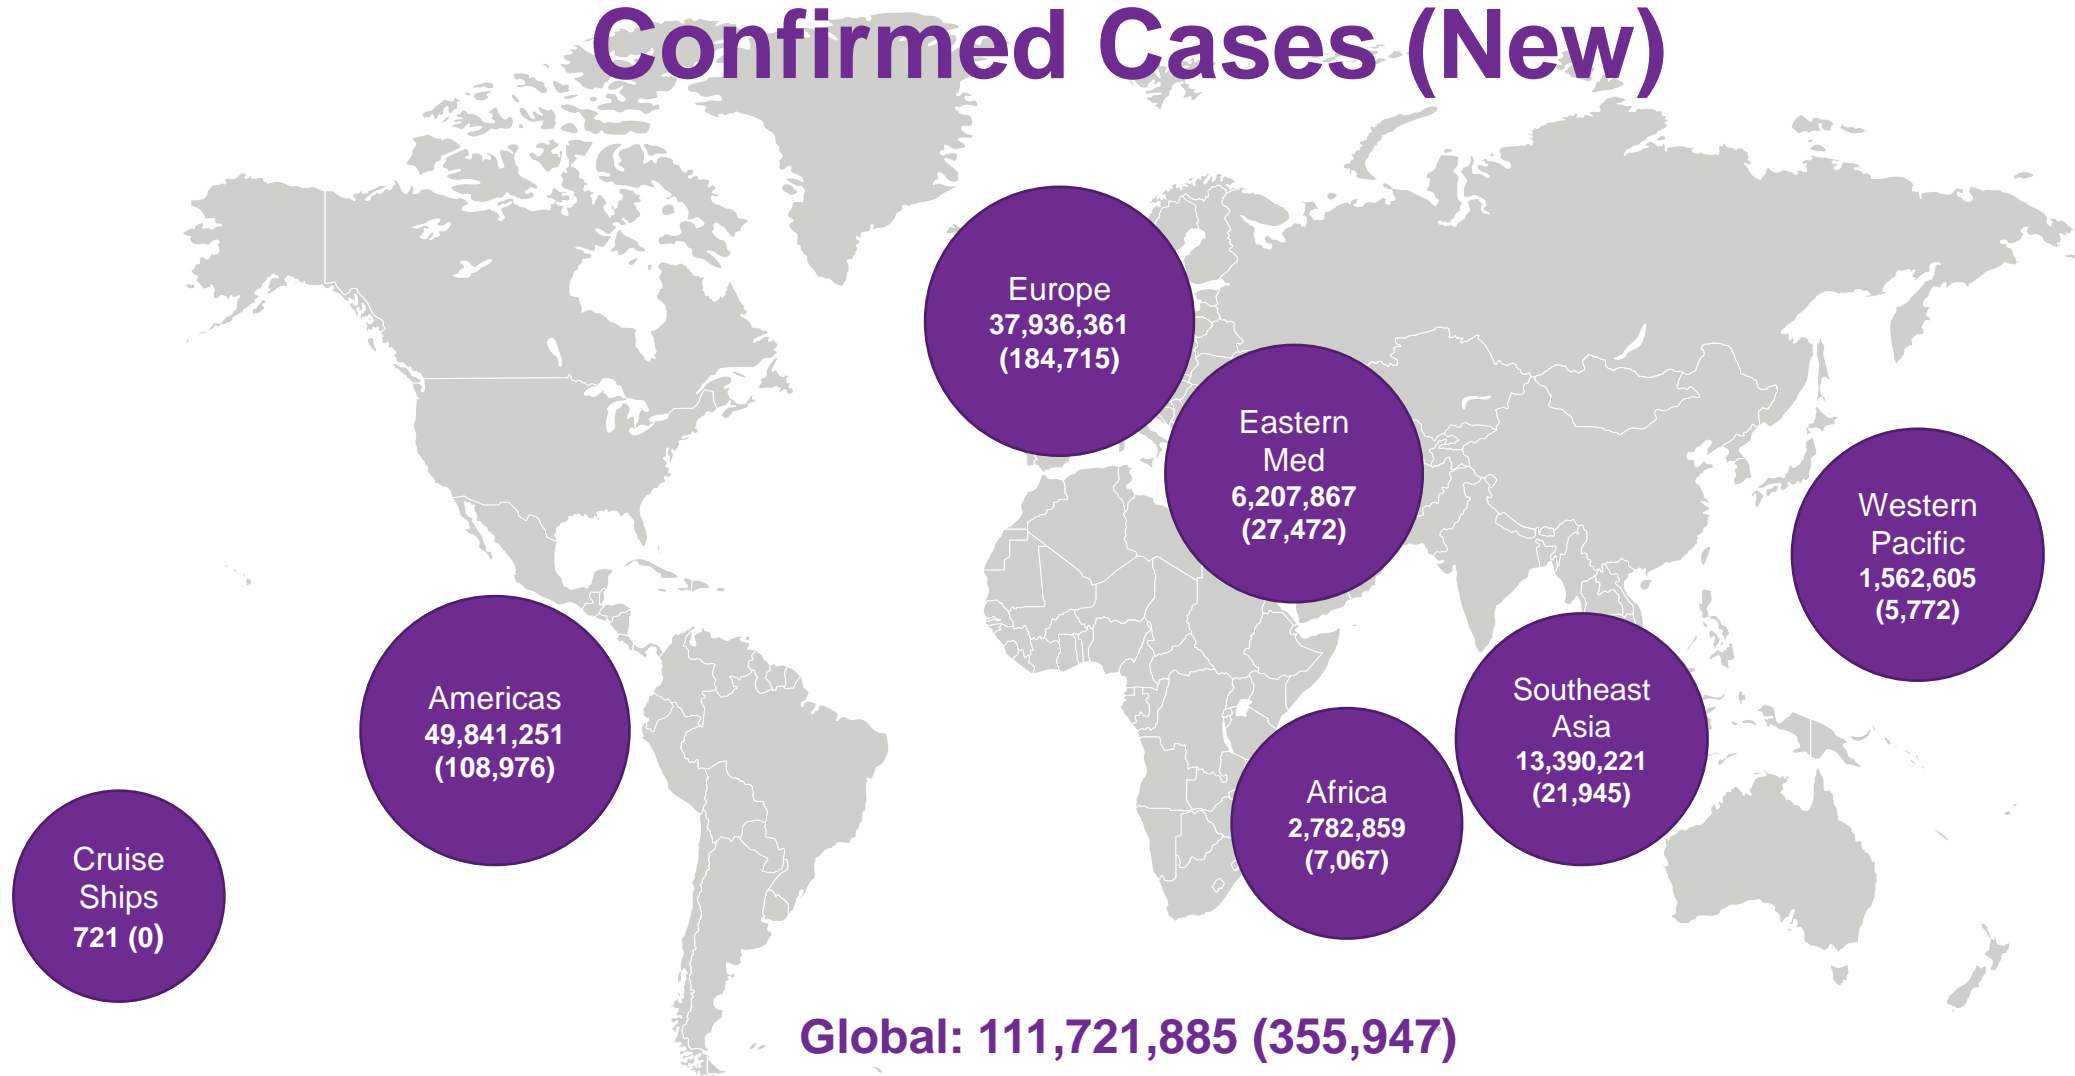 Confirmed Cases (New)
Europe
37,936,361
(184,715)
Eastern
Med
6,207,867
(27,472)
Western
Pacific
1,562,605
(5,772)
Americas
49,841,251
(108,976)
Southeast
Asia
13,390,221
(21,945)
Africa
2,782,859
(7,067)
Cruise
Ships
721 (0)
Global: 111,721,885 (355,947)